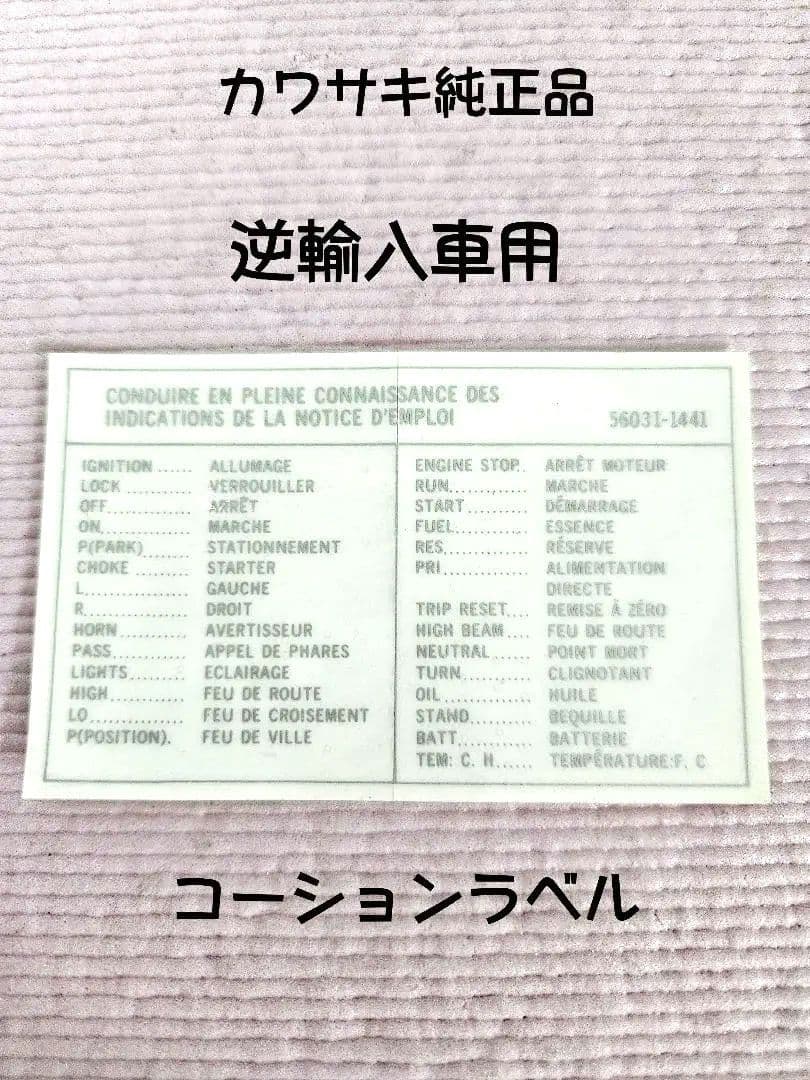 カワサキ純正品
逆輸入車用
CONDUIRE EN PLEINE CONNAISSANCE DES
INDICATIONS DE LA NOTICE D'EMPLOI 56031-1441
IGNITION ...... ALLUMAGE
LOCK ............ VERROUILLER
OFF............... ARRÊT
ON................ MARCHE
P(PARK)........ STATIONNEMENT
CHOKE ......... STARTER
L................... GAUCHE
R................... DROIT
HORN............ AVERTISSEUR
PASS............. APPEL DE PHARES
LIGHTS.......... ECLAIRAGE
HIGH............. FEU DE ROUTE
LO................. FEU DE CROISEMENT
P(POSITION). FEU DE VILLE
ENGINE STOP.. ARRÊT MOTEUR
RUN.............. MARCHE
START........... DÉMARRAGE
FUEL............. ESSENCE
RES............... RÉSERVE
PRI................ ALIMENTATION
DIRECTE
TRIP RESET.... REMISE À ZÉRO
HIGH BEAM.... FEU DE ROUTE
NEUTRAL....... POINT MORT
TURN............. CLIGNOTANT
OIL................ HUILE
STAND........... BEQUILLE
BATT............. BATTERIE
TEM: C. H...... TEMPÉRATURE:F. C
コーションラベル